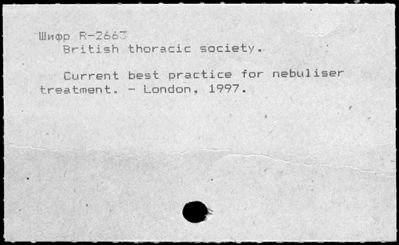 Шифр R-2663
British thoracic society.
Current best practice for nebuliser
treatment. - London, 1997.